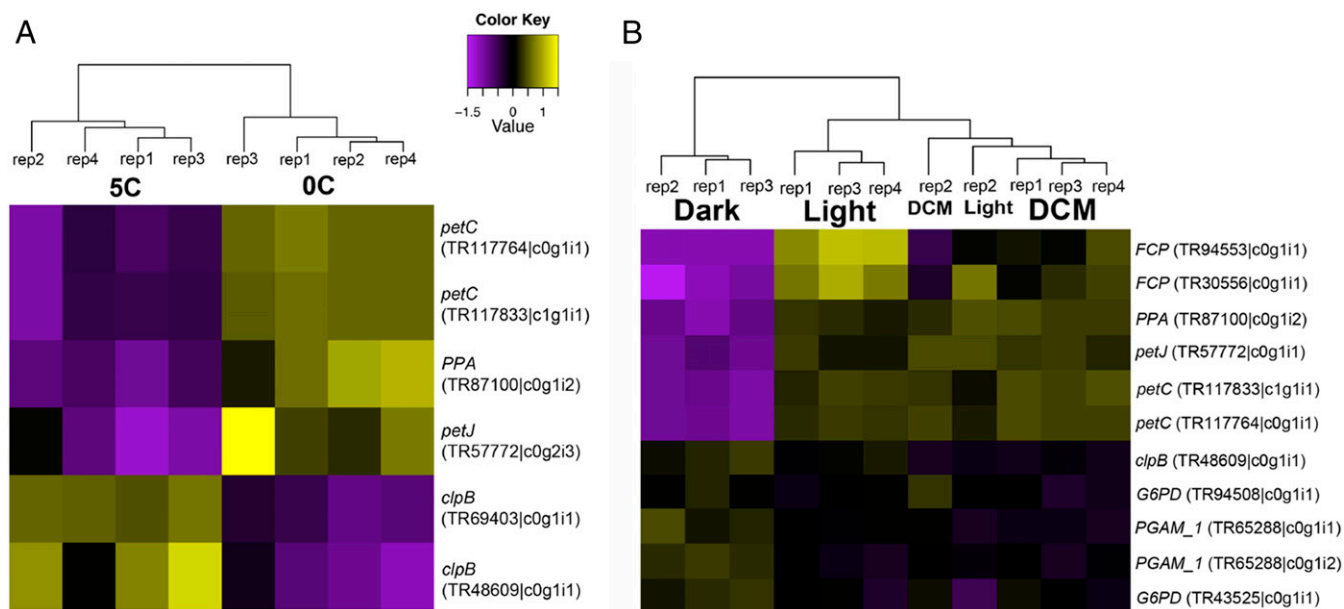 A
Color Key
-1.5 0 1
Value
rep2 rep4 rep1 rep3 rep3 rep1 rep2 rep4
5C 0C
petC
(TR117764|c0g1i1)
petC
(TR117833|c1g1i1)
PPA
(TR87100|c0g1i2)
petJ
(TR57772|c0g2i3)
clpB
(TR69403|c0g1i1)
clpB
(TR48609|c0g1i1)
B
rep2 rep1 rep3 rep1 rep3 rep4 rep2 rep2 rep1 rep3 rep4
Dark Light DCM Light DCM
FCP (TR94553|c0g1i1)
FCP (TR30556|c0g1i1)
PPA (TR87100|c0g1i2)
petJ (TR57772|c0g1i1)
petC (TR117833|c1g1i1)
petC (TR117764|c0g1i1)
clpB (TR48609|c0g1i1)
G6PD (TR94508|c0g1i1)
PGAM_1 (TR65288|c0g1i1)
PGAM_1 (TR65288|c0g1i2)
G6PD (TR43525|c0g1i1)